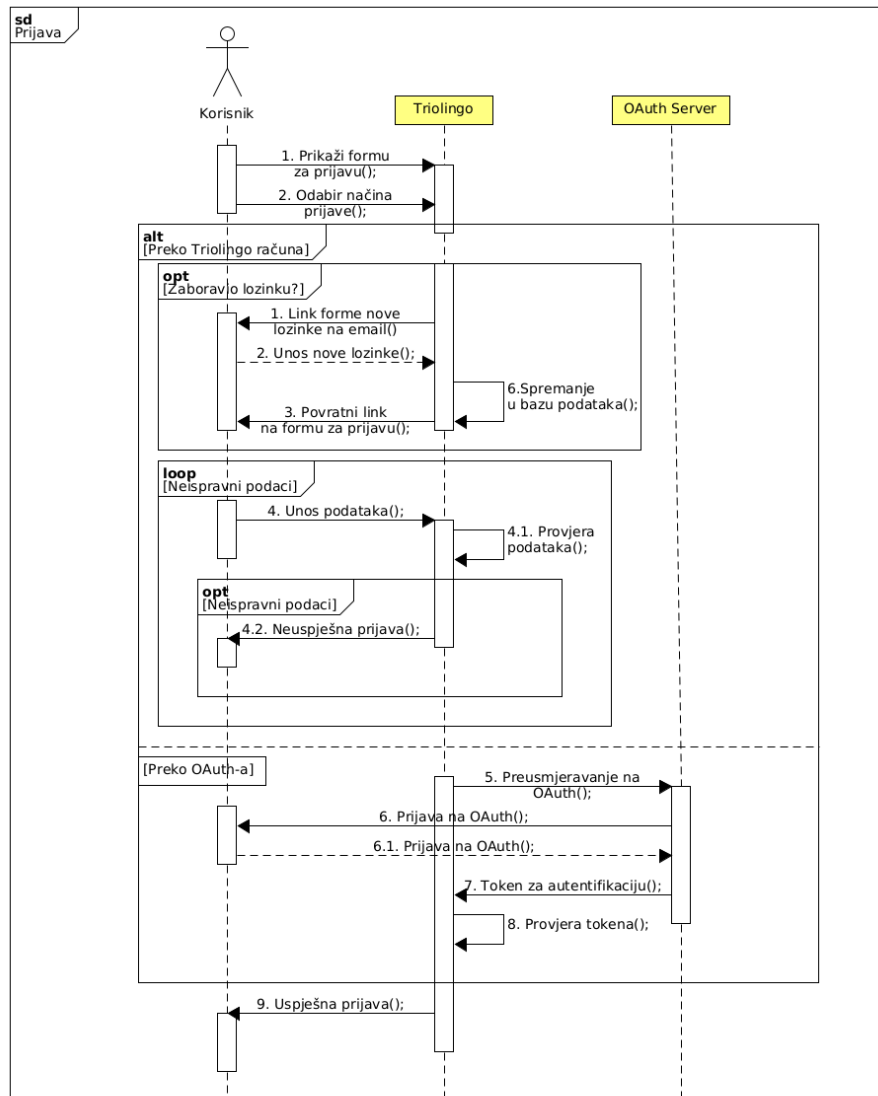 sd
Prijava
Korisnik
Triolingo
OAuth Server
1. Prikaži formu
za prijavu();
2. Odabir načina
prijave();
alt
[Preko Triolingo računa]
opt
[Zaboravio lozinku?]
1. Link forme nove
lozinke na email()
2. Unos nove lozinke();
6.Spremanje
u bazu podataka();
3. Povratni link
na formu za prijavu();
loop
[Neispravni podaci]
4. Unos podataka();
4.1. Provjera
podataka();
opt
[Neispravni podaci]
4.2. Neuspješna prijava();
[Preko OAuth-a]
5. Preusmjeravanje na
OAuth();
6. Prijava na OAuth();
6.1. Prijava na OAuth();
7. Token za autentifikaciju();
8. Provjera tokena();
9. Uspješna prijava();